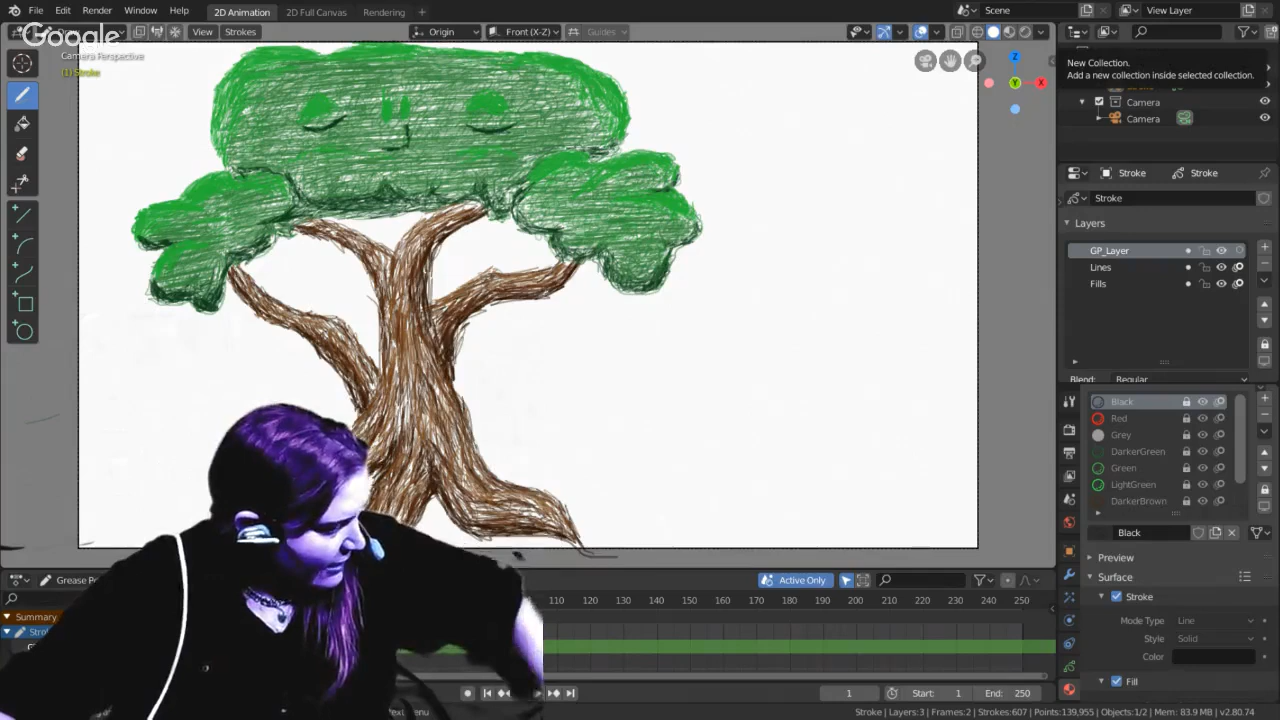 File Edit Render Window Help 2D Animation 2D Full Canvas Rendering + Scene View Layer
Google
View Strokes Origin Front (X-Z) Guides
Camera Perspective
(1) Stroke
Z
Y
X
New Collection.
Add a new collection inside selected collection.
Camera
Camera
Stroke Stroke
Stroke
Layers
GP_Layer
Lines
Fills
Blend: Regular
Black
Red
Grey
DarkerGreen
Green
LightGreen
DarkerBrown
Black
Preview
Surface
Stroke
Mode Type Line
Style Solid
Color
Fill
Active Only
110 120 130 140 150 160 170 180 190 200 210 220 230 240 250
Summary
1 Start: 1 End: 250
Stroke | Layers:3 | Frames:2 | Strokes:607 | Points:139,955 | Objects:1/2 | Mem: 83.9 MB | v2.80.74